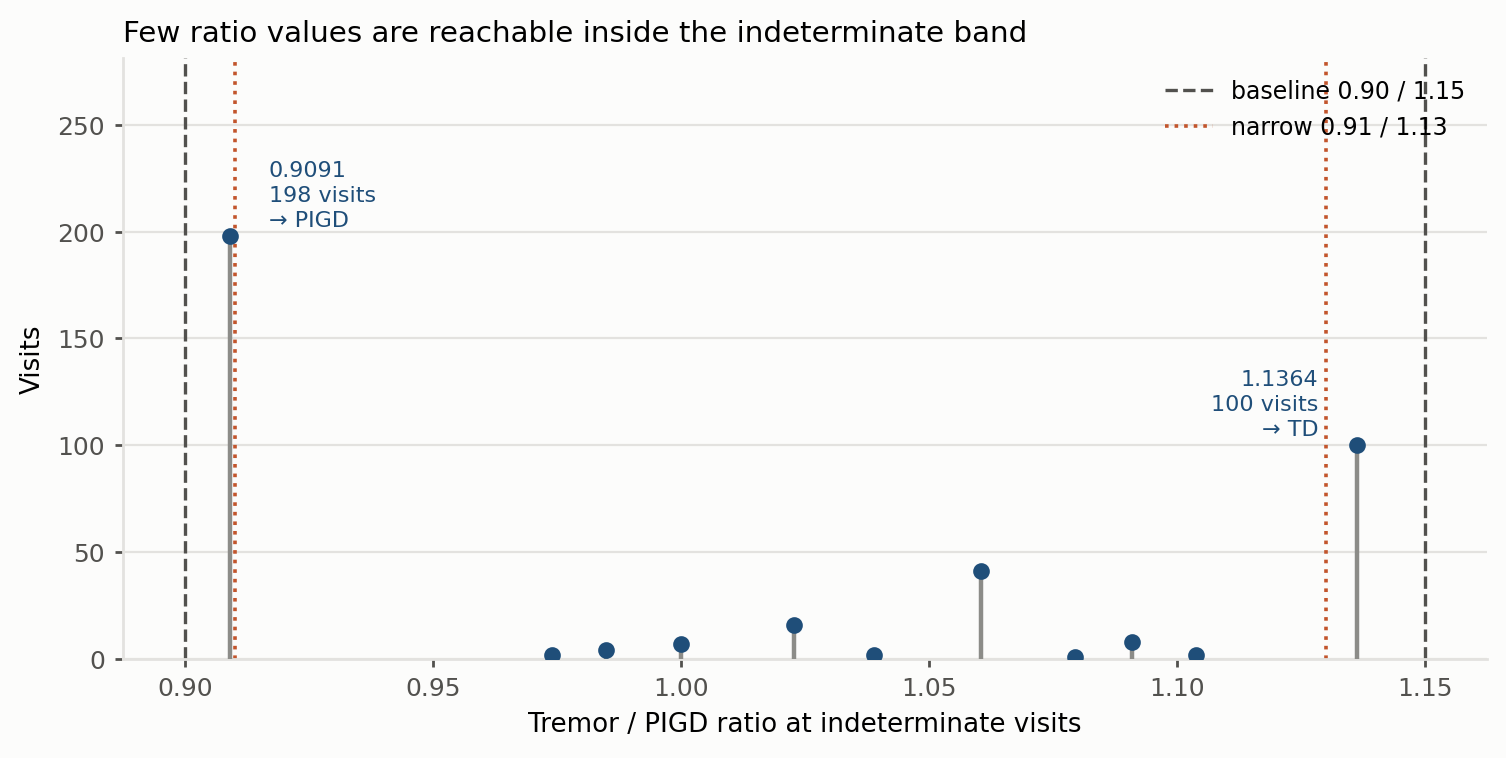 Few ratio values are reachable inside the indeterminate band
baseline 0.90 / 1.15
narrow 0.91 / 1.13
0.9091
198 visits
→ PIGD
1.1364
100 visits
→ TD
Visits
250
200
150
100
50
0
0.90
0.95
1.00
1.05
1.10
1.15
Tremor / PIGD ratio at indeterminate visits